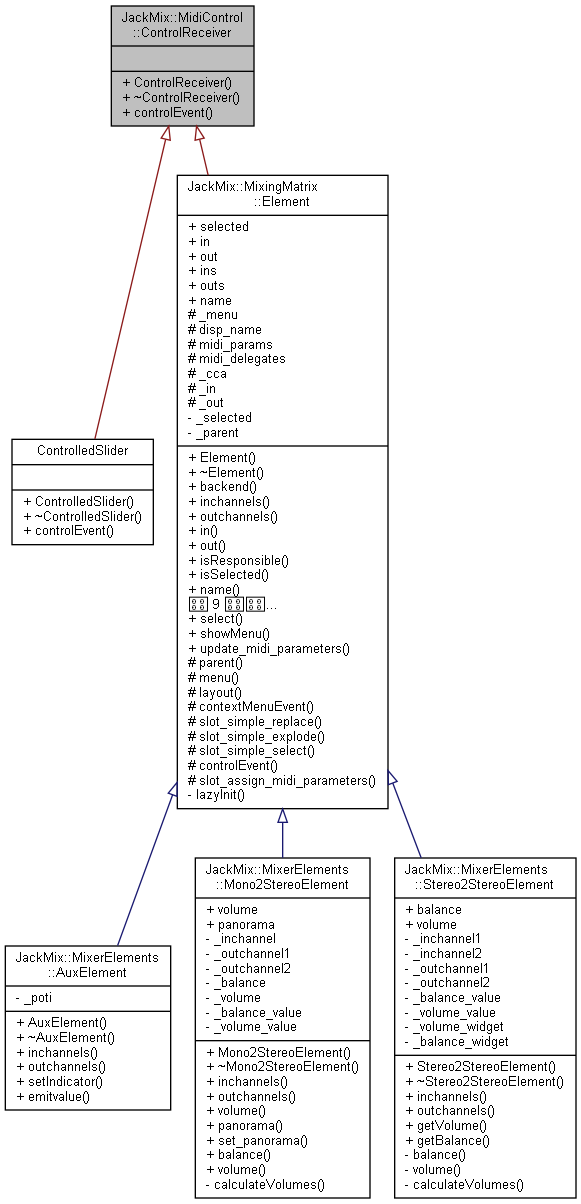 JackMix::MidiControl
::ControlReceiver
+ ControlReceiver()
+ ~ControlReceiver()
+ controlEvent()
JackMix::MixingMatrix
::Element
+ selected
+ in
+ out
+ ins
+ outs
+ name
# _menu
# disp_name
# midi_params
# midi_delegates
# _cca
# _in
# _out
- _selected
- _parent
+ Element()
+ ~Element()
+ backend()
+ inchannels()
+ outchannels()
+ in()
+ out()
+ isResponsible()
+ isSelected()
+ name()
9 ...
+ select()
+ showMenu()
+ update_midi_parameters()
# parent()
# menu()
# layout()
# contextMenuEvent()
# slot_simple_replace()
# slot_simple_explode()
# slot_simple_select()
# controlEvent()
# slot_assign_midi_parameters()
- lazyInit()
ControlledSlider
+ ControlledSlider()
+ ~ControlledSlider()
+ controlEvent()
JackMix::MixerElements
::AuxElement
- _poti
+ AuxElement()
+ ~AuxElement()
+ inchannels()
+ outchannels()
+ setIndicator()
+ emitvalue()
JackMix::MixerElements
::Mono2StereoElement
+ volume
+ panorama
- _inchannel
- _outchannel1
- _outchannel2
- _balance
- _volume
- _balance_value
- _volume_value
+ Mono2StereoElement()
+ ~Mono2StereoElement()
+ inchannels()
+ outchannels()
+ volume()
+ panorama()
+ set_panorama()
+ balance()
+ volume()
- calculateVolumes()
JackMix::MixerElements
::Stereo2StereoElement
+ balance
+ volume
- _inchannel1
- _inchannel2
- _outchannel1
- _outchannel2
- _balance_value
- _volume_value
- _volume_widget
- _balance_widget
+ Stereo2StereoElement()
+ ~Stereo2StereoElement()
+ inchannels()
+ outchannels()
+ getVolume()
+ getBalance()
- balance()
- volume()
- calculateVolumes()